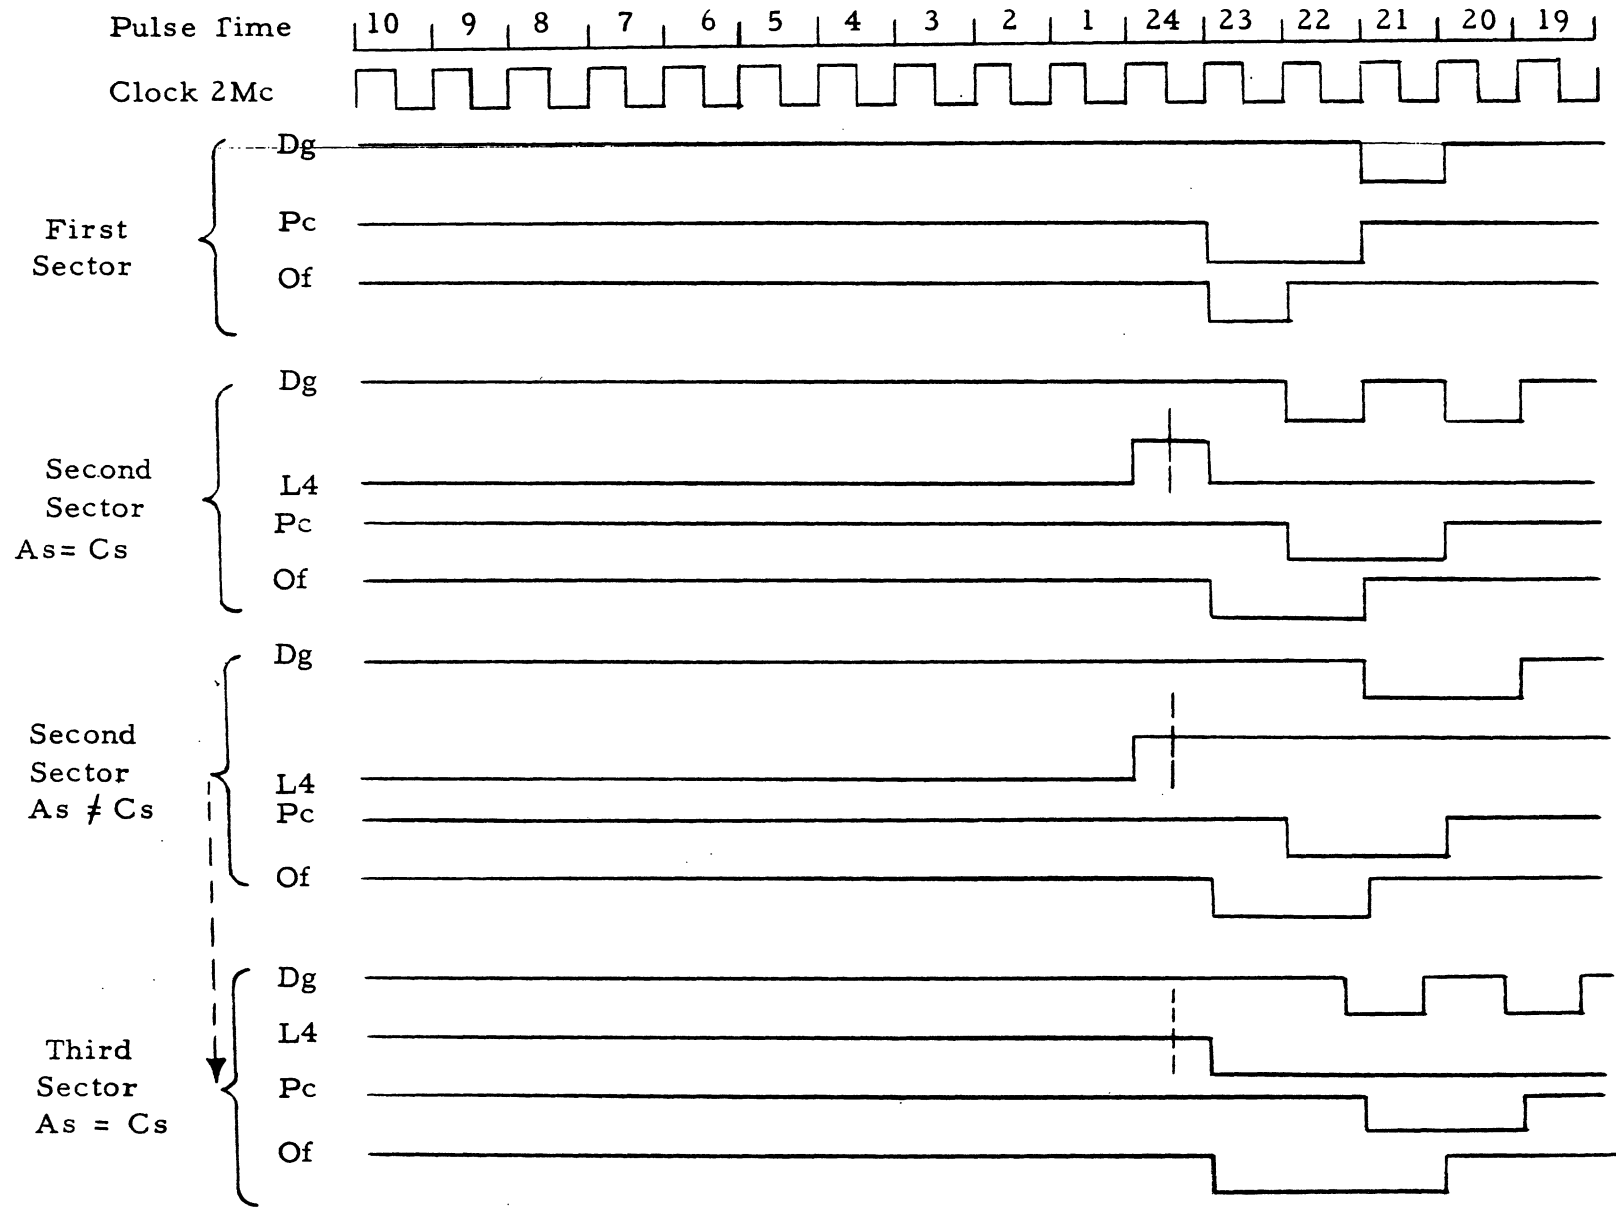 Pulse Time 10 9 8 7 6 5 4 3 2 1 24 23 22 21 20 19
Clock 2Mc
First
Sector
Dg
Pc
Of
Second
Sector
As= Cs
Dg
L4
Pc
Of
Second
Sector
As ≠ Cs
Dg
L4
Pc
Of
Third
Sector
As = Cs
Dg
L4
Pc
Of